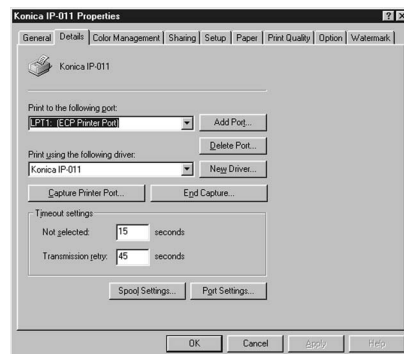 Konica IP-011 Properties
General Details Color Management Sharing Setup Paper Print Quality Option Watermark
Konica IP-011
Print to the following port:
LPT1: (ECP Printer Port) Add Port...
Delete Port...
Print using the following driver:
Konica IP-011 New Driver...
Capture Printer Port... End Capture...
Timeout settings
Not selected: 15 seconds
Transmission retry: 45 seconds
Spool Settings... Port Settings...
OK Cancel Apply Help